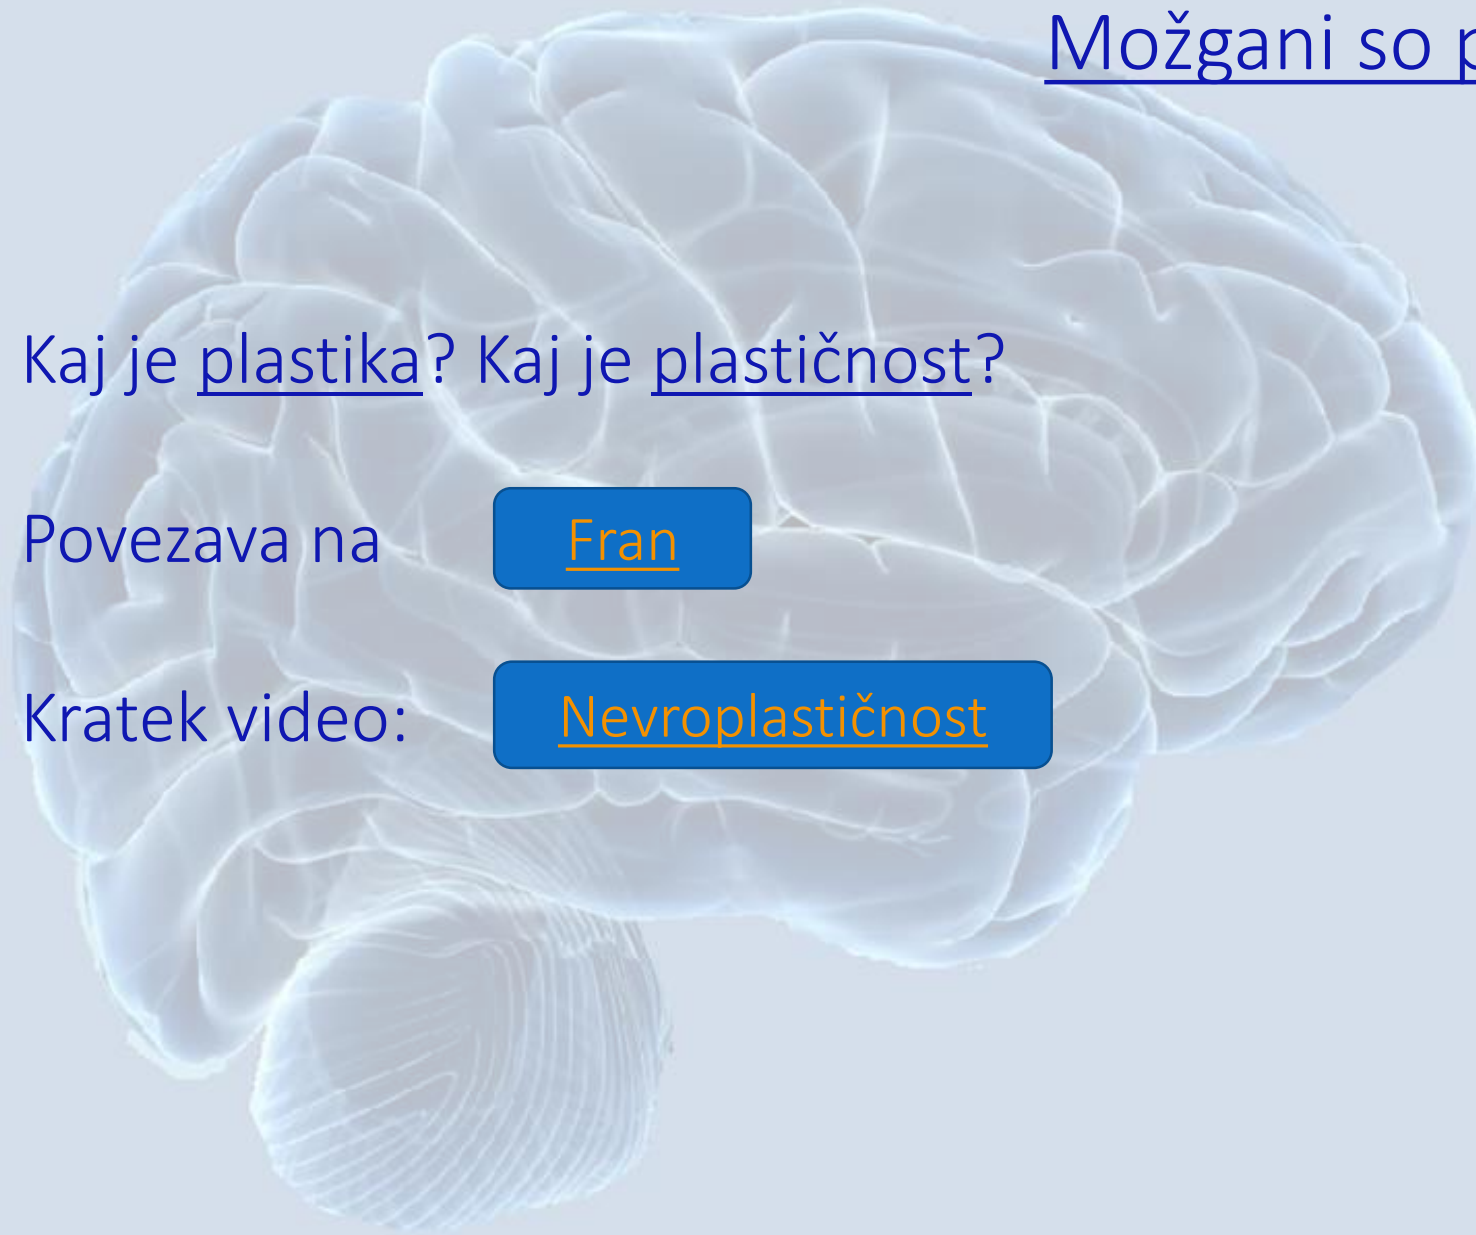 Možgani so
Kaj je plastika? Kaj je plastičnost?
Povezava na Fran
Kratek video: Nevroplastičnost